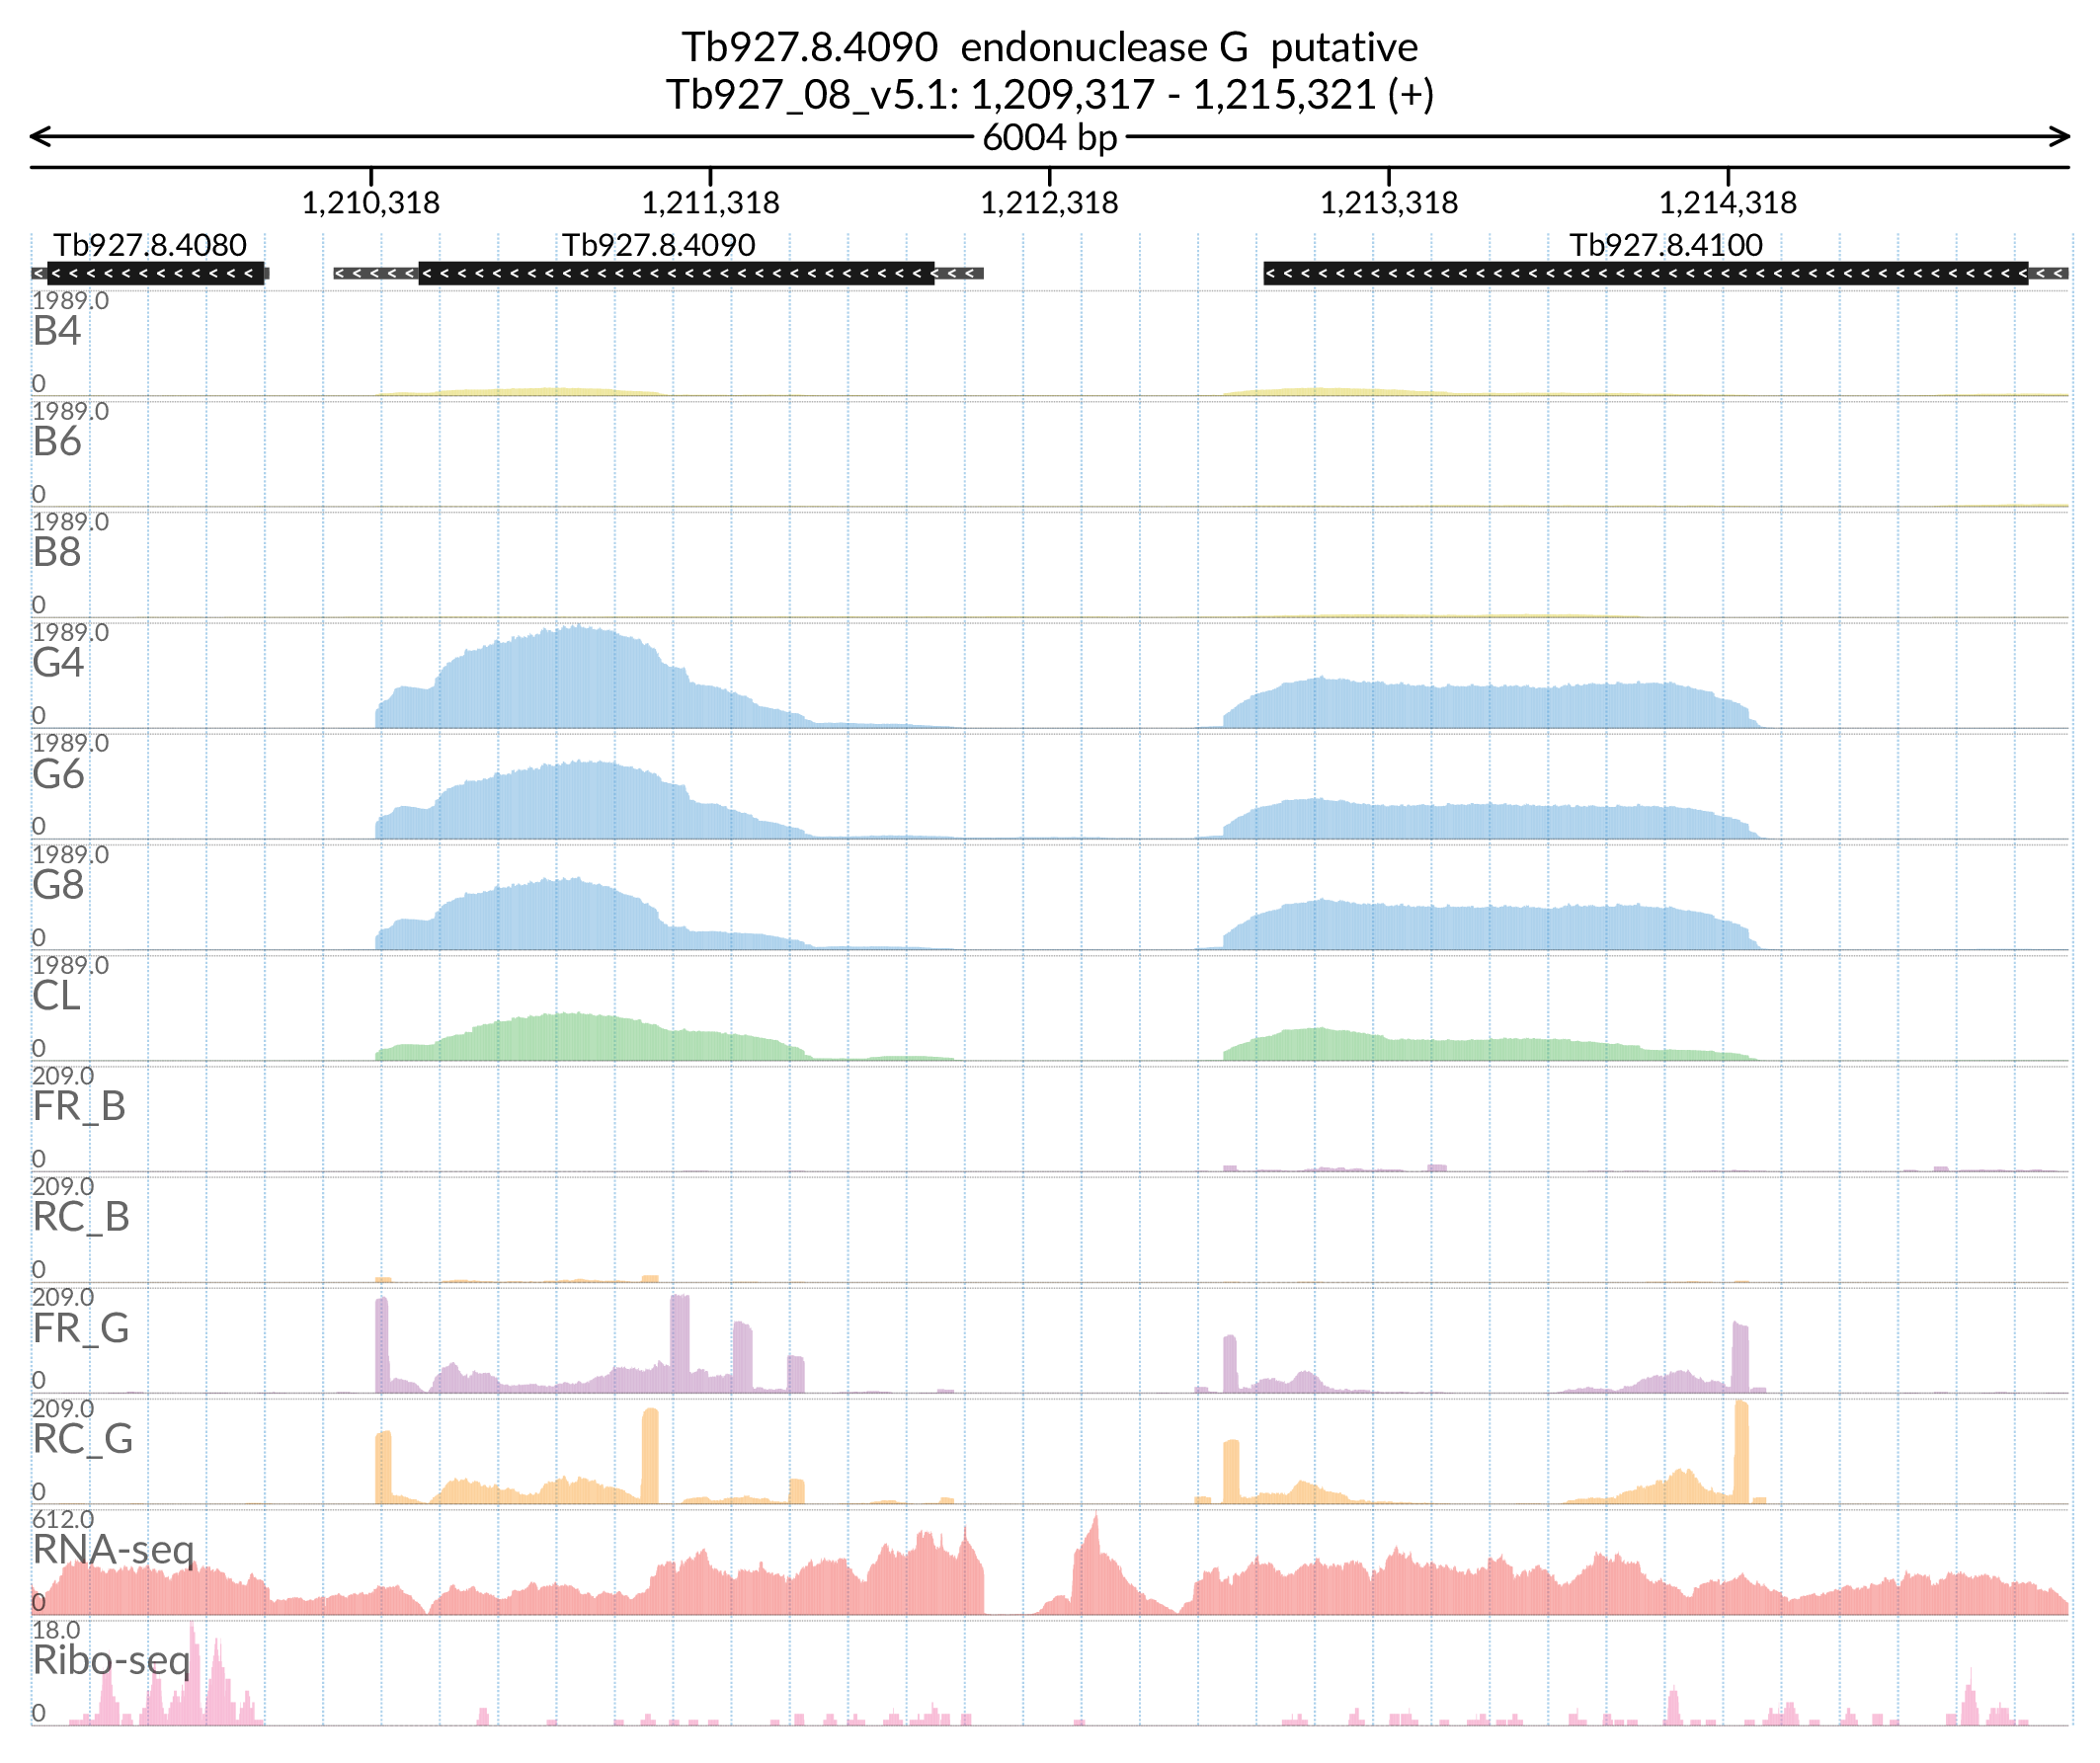 Tb927.8.4090 endonuclease G putative
Tb927_08_v5.1: 1,209,317 - 1,215,321 (+)
6004 bp
1,210,318 1,211,318 1,212,318 1,213,318 1,214,318
Tb927.8.4080 Tb927.8.4090 Tb927.8.4100
1989.0
B4
0
1989.0
B6
0
1989.0
B8
0
1989.0
G4
0
1989.0
G6
0
1989.0
G8
0
1989.0
CL
0
209.0
FR_B
0
209.0
RC_B
0
209.0
FR_G
0
209.0
RC_G
0
612.0
RNA-seq
0
18.0
Ribo-seq
0